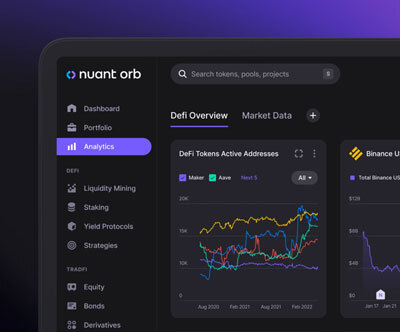 nuant orb
Search tokens, pools, projects
S
Dashboard
Portfolio
Analytics
DEFI
Liquidity Mining
Staking
Yield Protocols
Strategies
TRADFI
Equity
Bonds
Derivatives
Defi Overview
Market Data
DeFi Tokens Active Addresses
Maker
Aave
Next 5
All
20K
15K
10K
0
Aug 2020
Feb 2021
Aug 2021
Feb 2022
Binance US
Total Binance US
$12B
$8B
$4B
$0
N
Jan 17
Jan 21